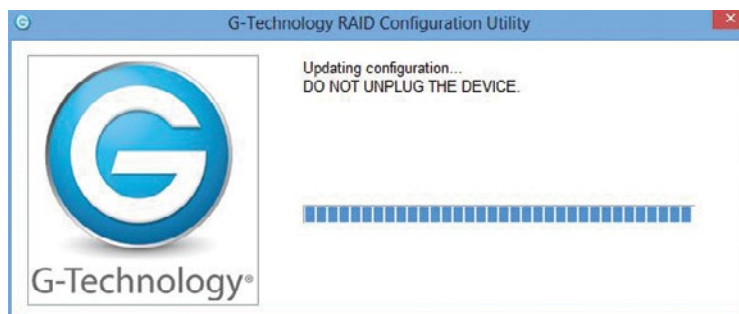 G-Technology RAID Configuration Utility
Updating configuration...
DO NOT UNPLUG THE DEVICE.
G
G-Technology®